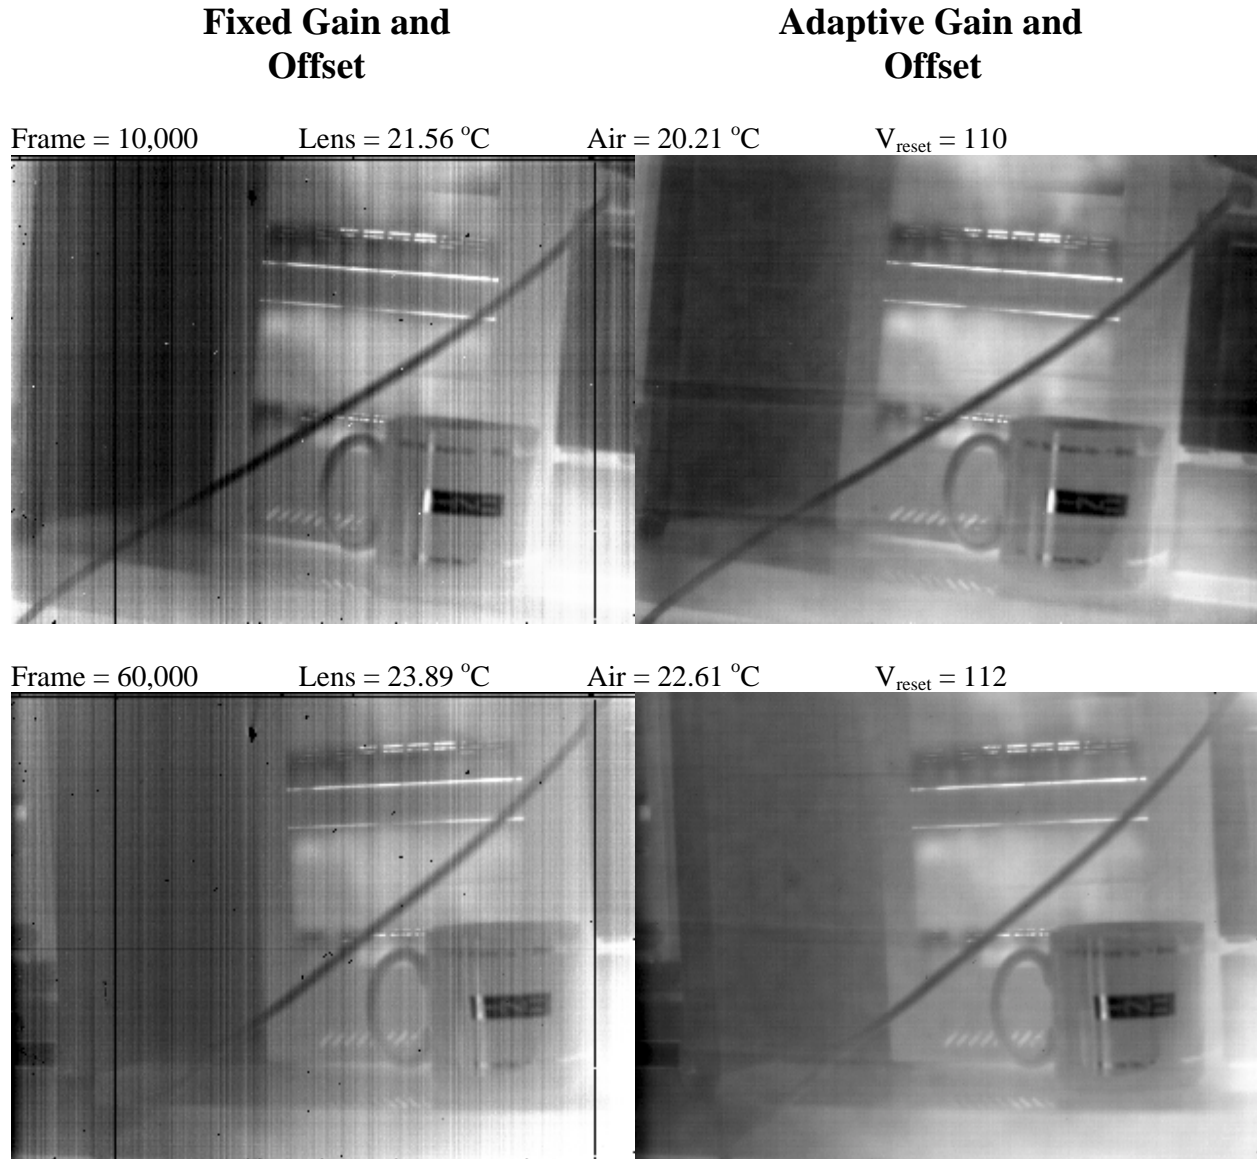 Fixed Gain and
Offset
Adaptive Gain and
Offset
Frame = 10,000 Lens = 21.56 °C Air = 20.21 °C Vreset = 110
Frame = 60,000 Lens = 23.89 °C Air = 22.61 °C Vreset = 112